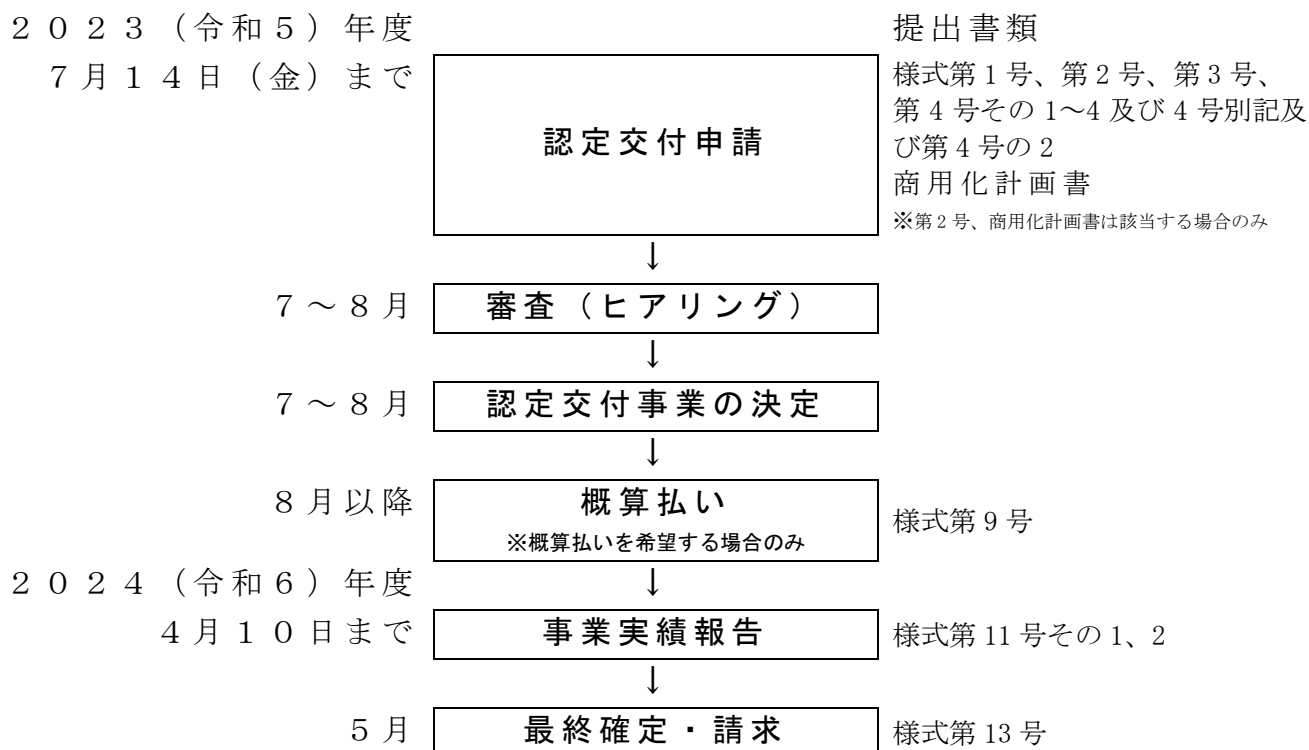 2023(令和5)年度
提出書類
7月14日(金)まで
認定交付申請
様式第1号、第2号、第3号、
第4号その1~4及び4号別記及
び第4号の2
商用化計画書
※第2号、商用化計画書は該当する場合のみ
↓
7~8月
審査(ヒアリング)
↓
7~8月
認定交付事業の決定
↓
8月以降
概算払い
※概算払いを希望する場合のみ
様式第9号
2024(令和6)年度
↓
4月10日まで
事業実績報告
様式第11号その1、2
↓
5月
最終確定・請求
様式第13号